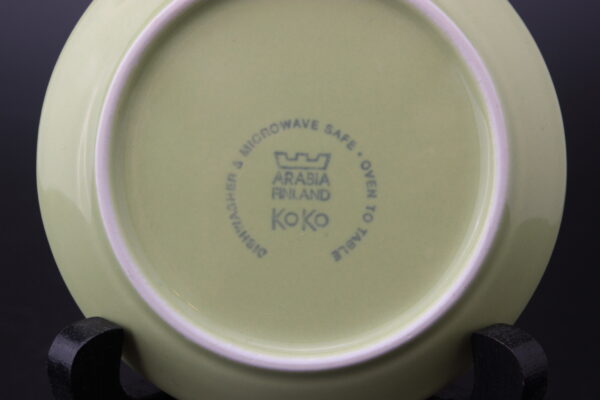 DISHWASHER & MICROWAVE SAFE • OVEN TO TABLE
ARABIA
FINLAND
KoKo